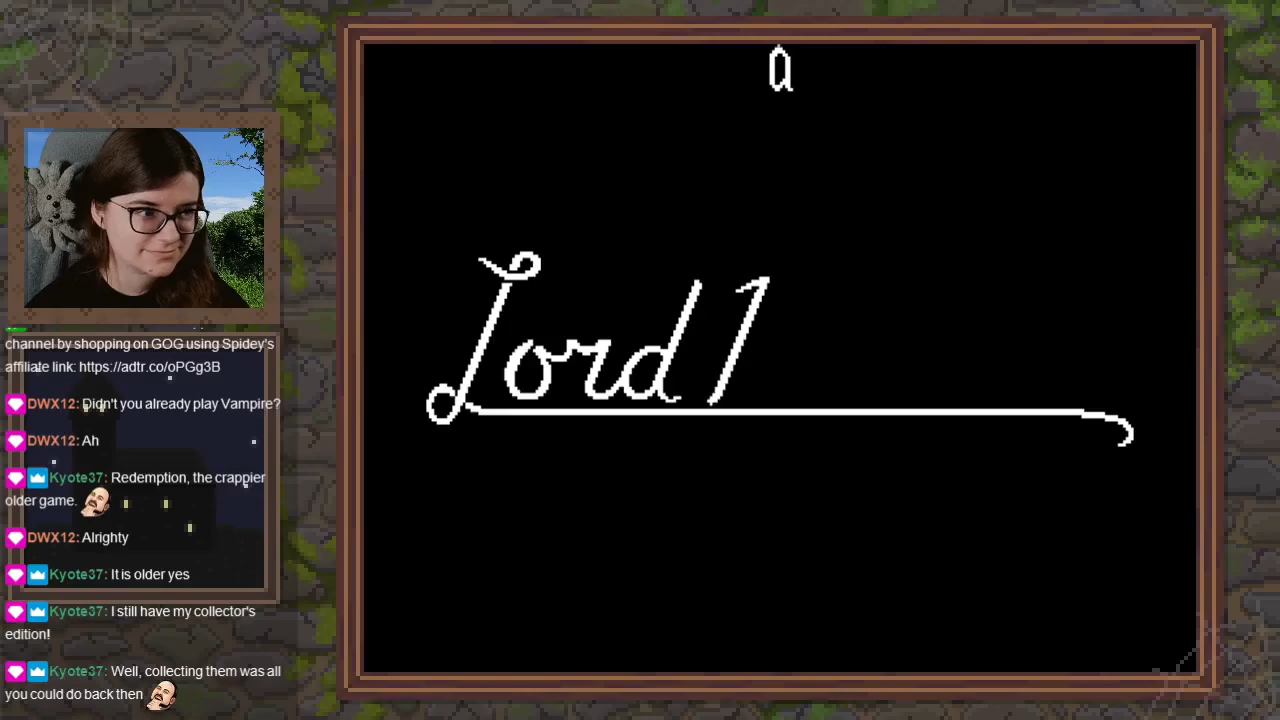 a
Lord 1
channel by shopping on GOG using Spidey's
affiliate link: https://adtr.co/oPGg3B
DWX12: Didn't you already play Vampire?
DWX12: Ah
Kyote37: Redemption, the crappier
older game.
DWX12: Alrighty
Kyote37: It is older yes
Kyote37: I still have my collector's
edition!
Kyote37: Well, collecting them was all
you could do back then